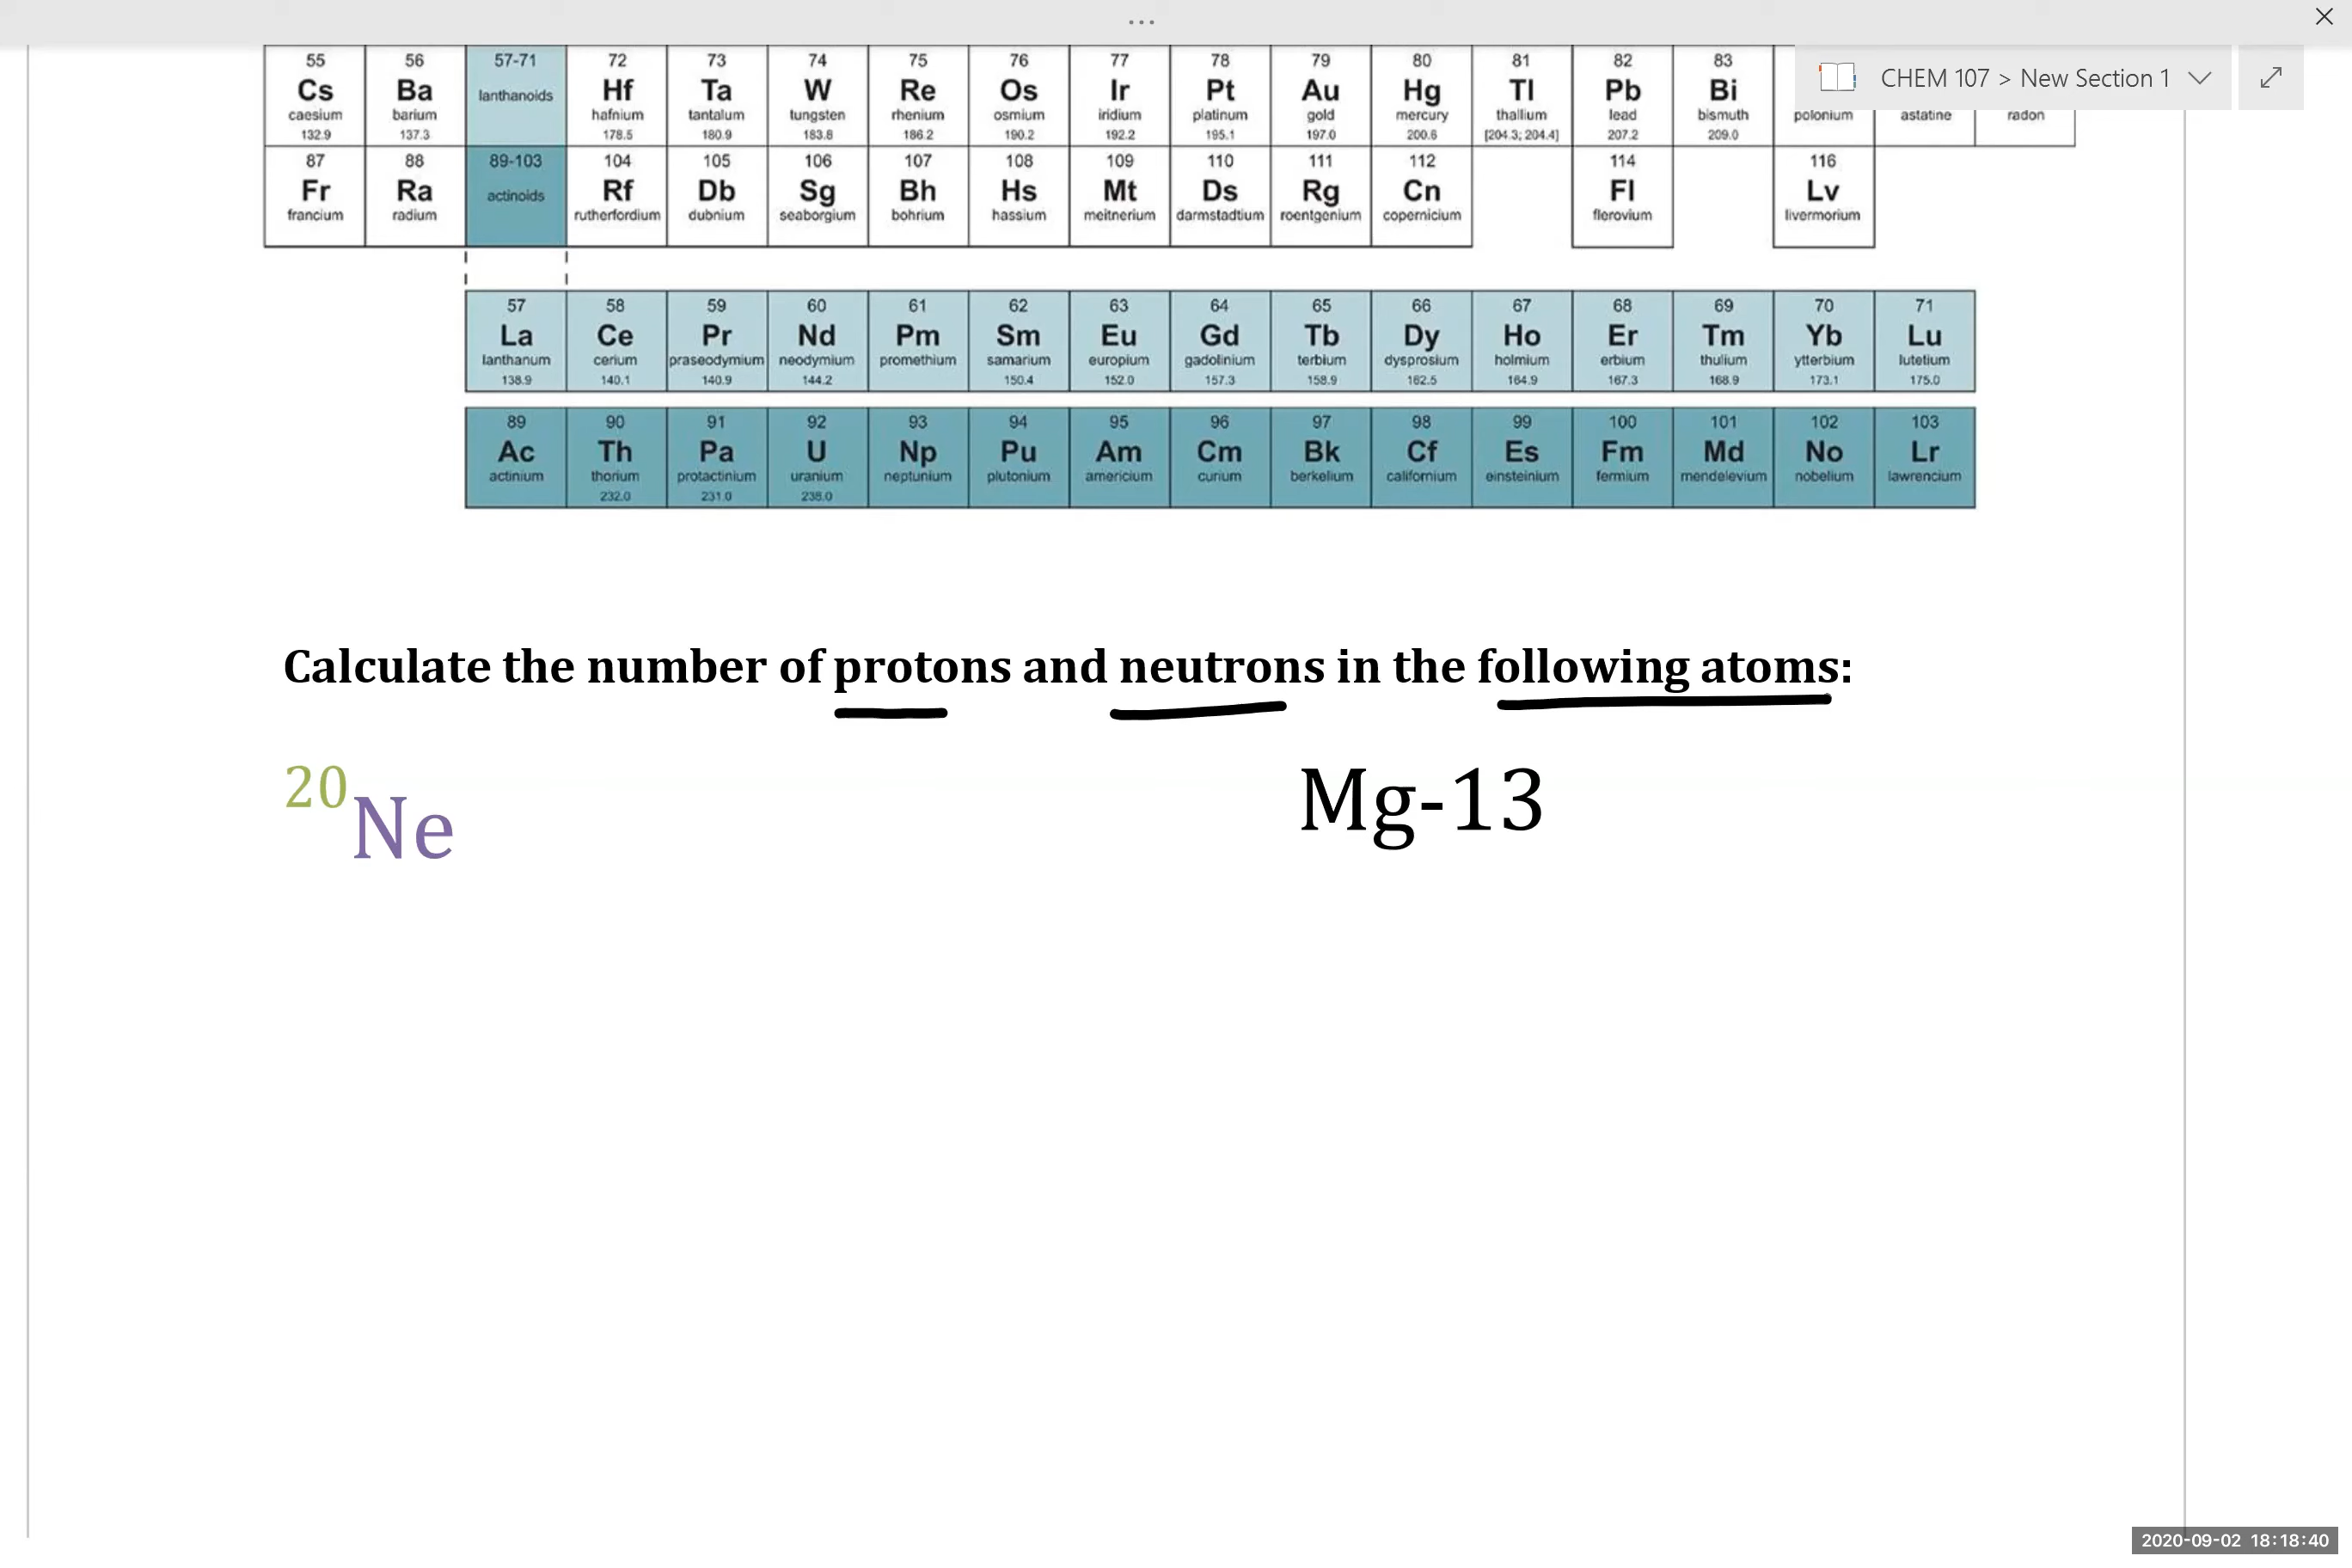 ...
CHEM 107 > New Section 1
55 56 57-71 72 73 74 75 76 77 78 79 80 81 82 83
Cs Ba lanthanoids Hf Ta W Re Os Ir Pt Au Hg Tl Pb Bi
caesium barium hafnium tantalum tungsten rhenium osmium iridium platinum gold mercury thallium lead bismuth polonium astatine radon
132.9 137.3 178.5 180.9 183.8 186.2 190.2 192.2 195.1 197.0 200.6 [204.3; 204.4] 207.2 209.0
87 88 89-103 104 105 106 107 108 109 110 111 112 114 116
Fr Ra actinoids Rf Db Sg Bh Hs Mt Ds Rg Cn Fl Lv
francium radium rutherfordium dubnium seaborgium bohrium hassium meitnerium darmstadtium roentgenium copernicium flerovium livermorium
57 58 59 60 61 62 63 64 65 66 67 68 69 70 71
La Ce Pr Nd Pm Sm Eu Gd Tb Dy Ho Er Tm Yb Lu
lanthanum cerium praseodymium neodymium promethium samarium europium gadolinium terbium dysprosium holmium erbium thulium ytterbium lutetium
138.9 140.1 140.9 144.2 150.4 152.0 157.3 158.9 162.5 164.9 167.3 168.9 173.1 175.0
89 90 91 92 93 94 95 96 97 98 99 100 101 102 103
Ac Th Pa U Np Pu Am Cm Bk Cf Es Fm Md No Lr
actinium thorium protactinium uranium neptunium plutonium americium curium berkelium californium einsteinium fermium mendelevium nobelium lawrencium
232.0 231.0 238.0
Calculate the number of protons and neutrons in the following atoms:
20Ne Mg-13
2020-09-02 18:18:40